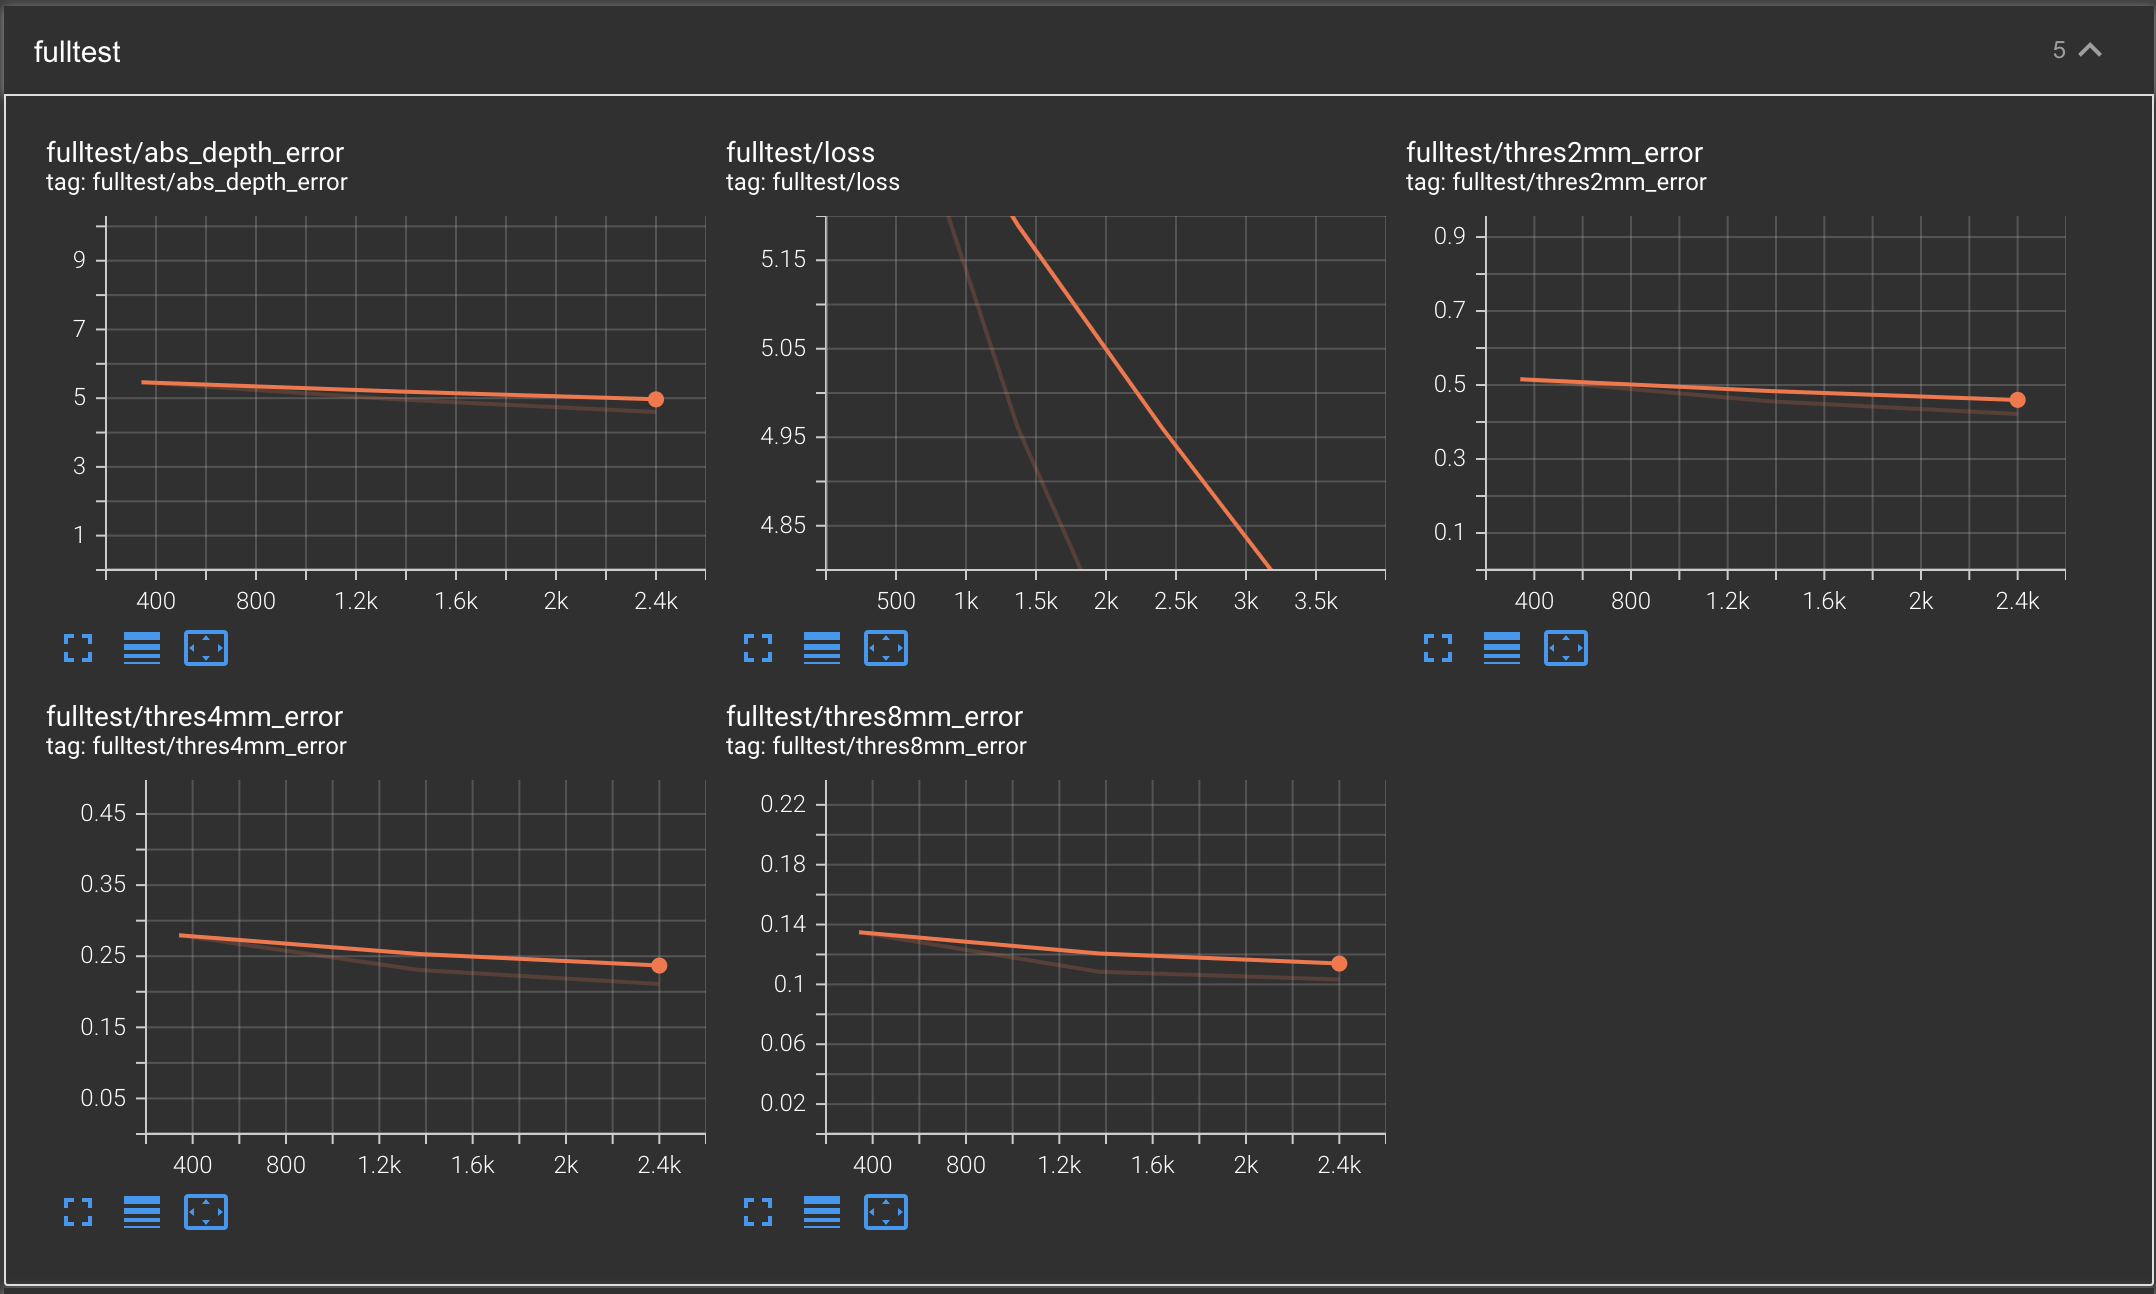 fulltest
5
fulltest/abs_depth_error
tag: fulltest/abs_depth_error
9
7
5
3
1
400 800 1.2k 1.6k 2k 2.4k
fulltest/loss
tag: fulltest/loss
5.15
5.05
4.95
4.85
500 1k 1.5k 2k 2.5k 3k 3.5k
fulltest/thres2mm_error
tag: fulltest/thres2mm_error
0.9
0.7
0.5
0.3
0.1
400 800 1.2k 1.6k 2k 2.4k
fulltest/thres4mm_error
tag: fulltest/thres4mm_error
0.45
0.35
0.25
0.15
0.05
400 800 1.2k 1.6k 2k 2.4k
fulltest/thres8mm_error
tag: fulltest/thres8mm_error
0.22
0.18
0.14
0.1
0.06
0.02
400 800 1.2k 1.6k 2k 2.4k